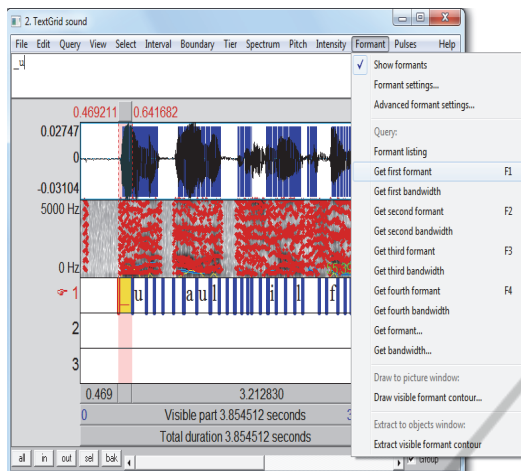 2. TextGrid sound
File Edit Query View Select Interval Boundary Tier Spectrum Pitch Intensity Formant Pulses Help
_u
0.469211 0.641682
0.02747
0
-0.03104
5000 Hz
0 Hz
1 _ u a u l i l f
2
3
0.469 3.212830
0 Visible part 3.854512 seconds 3
Total duration 3.854512 seconds
all in out sel bak Group
Show formants
Formant settings...
Advanced formant settings...
Query:
Formant listing
Get first formant F1
Get first bandwidth
Get second formant F2
Get second bandwidth
Get third formant F3
Get third bandwidth
Get fourth formant F4
Get fourth bandwidth
Get formant...
Get bandwidth...
Draw to picture window:
Draw visible formant contour...
Extract to objects window:
Extract visible formant contour